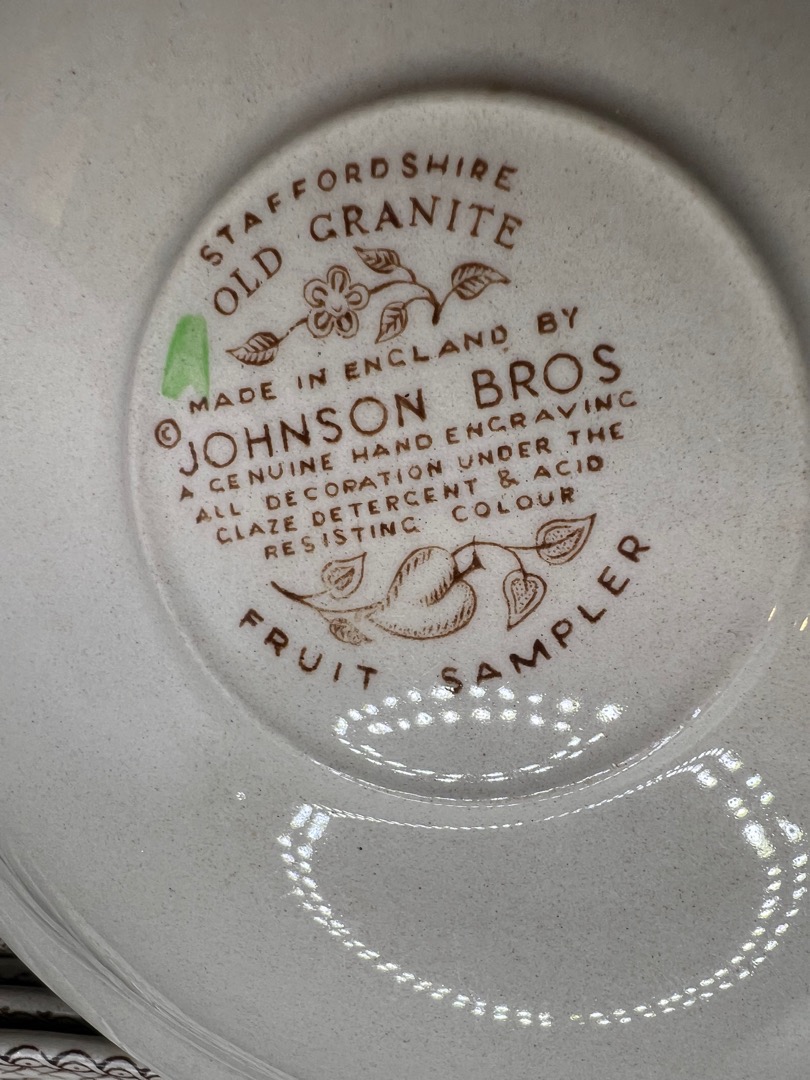 STAFFORDSHIRE
OLD GRANITE
MADE IN ENGLAND BY
© JOHNSON BROS
A GENUINE HAND ENGRAVING
ALL DECORATION UNDER THE
GLAZE DETERGENT & ACID
RESISTING COLOUR
FRUIT SAMPLER